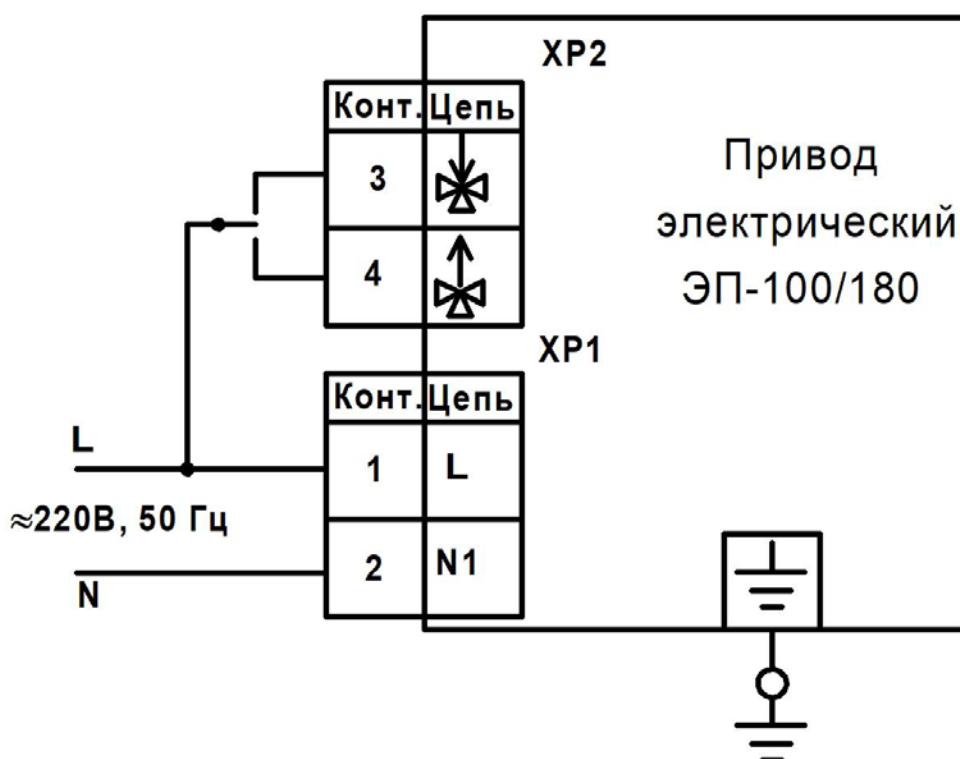 XP2
Конт. Цепь
3
4
Привод
электрический
ЭП-100/180
XP1
Конт. Цепь
L
1 L
≈220В, 50 Гц
2 N1
N